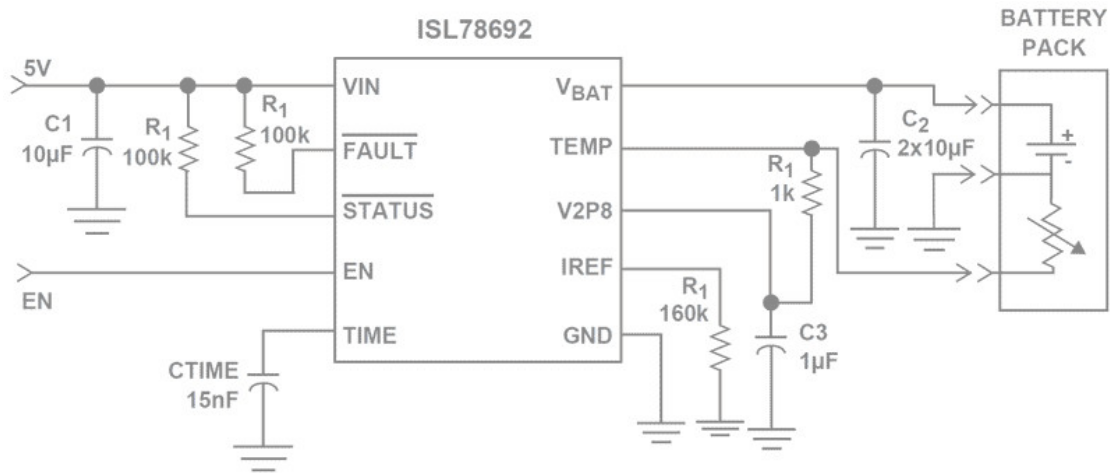 ISL78692
BATTERY
PACK
5V
VIN
VBAT
C1
10µF
R1
100k
R1
100k
FAULT
TEMP
C2
2x10µF
+
-
R1
1k
STATUS
V2P8
EN
EN
IREF
R1
160k
TIME
GND
C3
1µF
CTIME
15nF